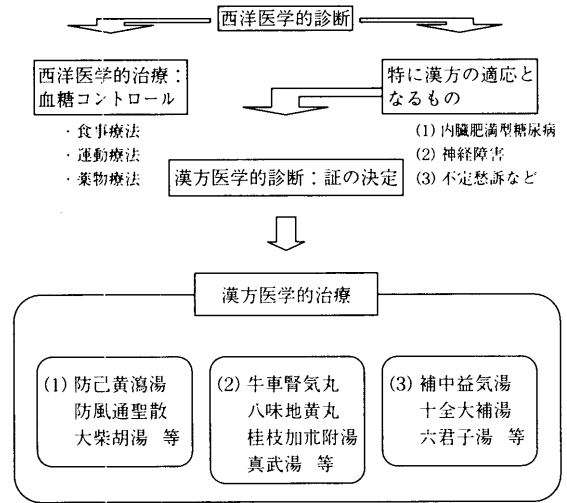 西洋医学的診断
西洋医学的治療：
血糖コントロール
・食事療法
・運動療法
・薬物療法
特に漢方の適応と
なるもの
(1) 内臓肥満型糖尿病
(2) 神経障害
(3) 不定愁訴など
漢方医学的診断：証の決定
漢方医学的治療
(1) 防己黄瀉湯
防風通聖散
大柴胡湯 等
(2) 牛車腎気丸
八味地黄丸
桂枝加朮附湯
真武湯 等
(3) 補中益気湯
十全大補湯
六君子湯 等